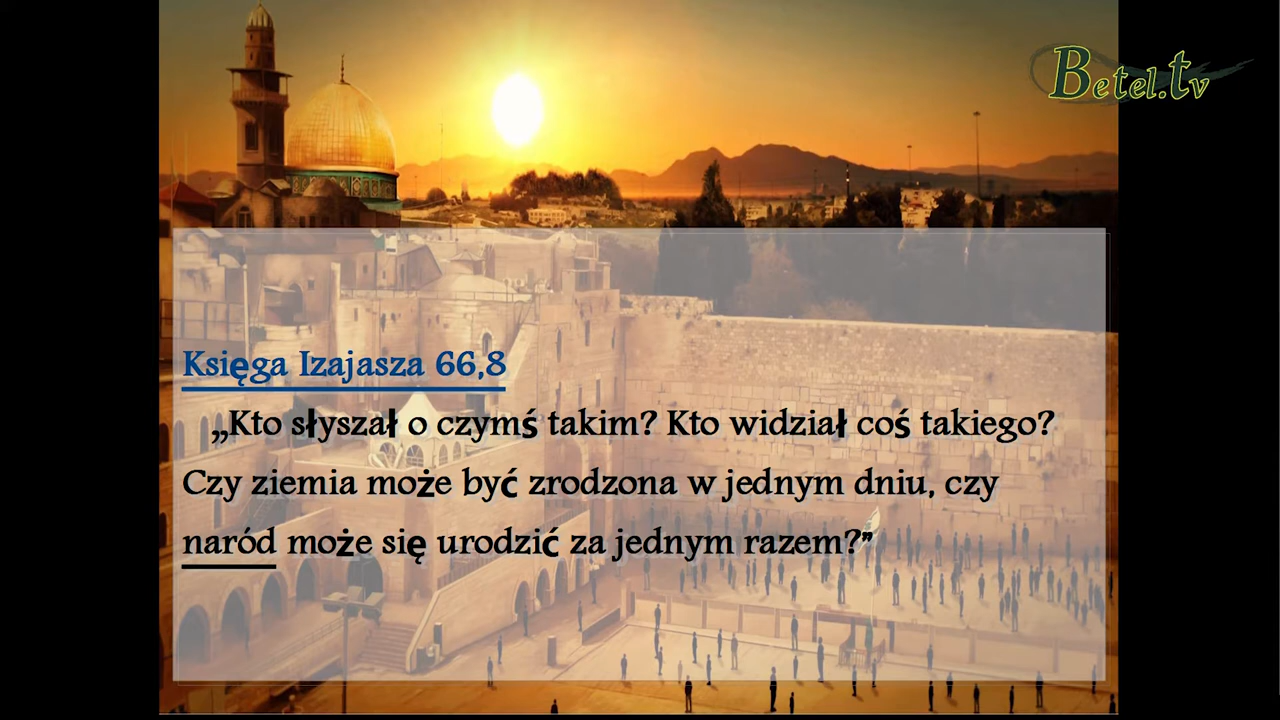 Betel.tv
Księga Izajasza 66,8
„Kto słyszał o czymś takim? Kto widział coś takiego?
Czy ziemia może być zrodzona w jednym dniu, czy
naród może się urodzić za jednym razem?”